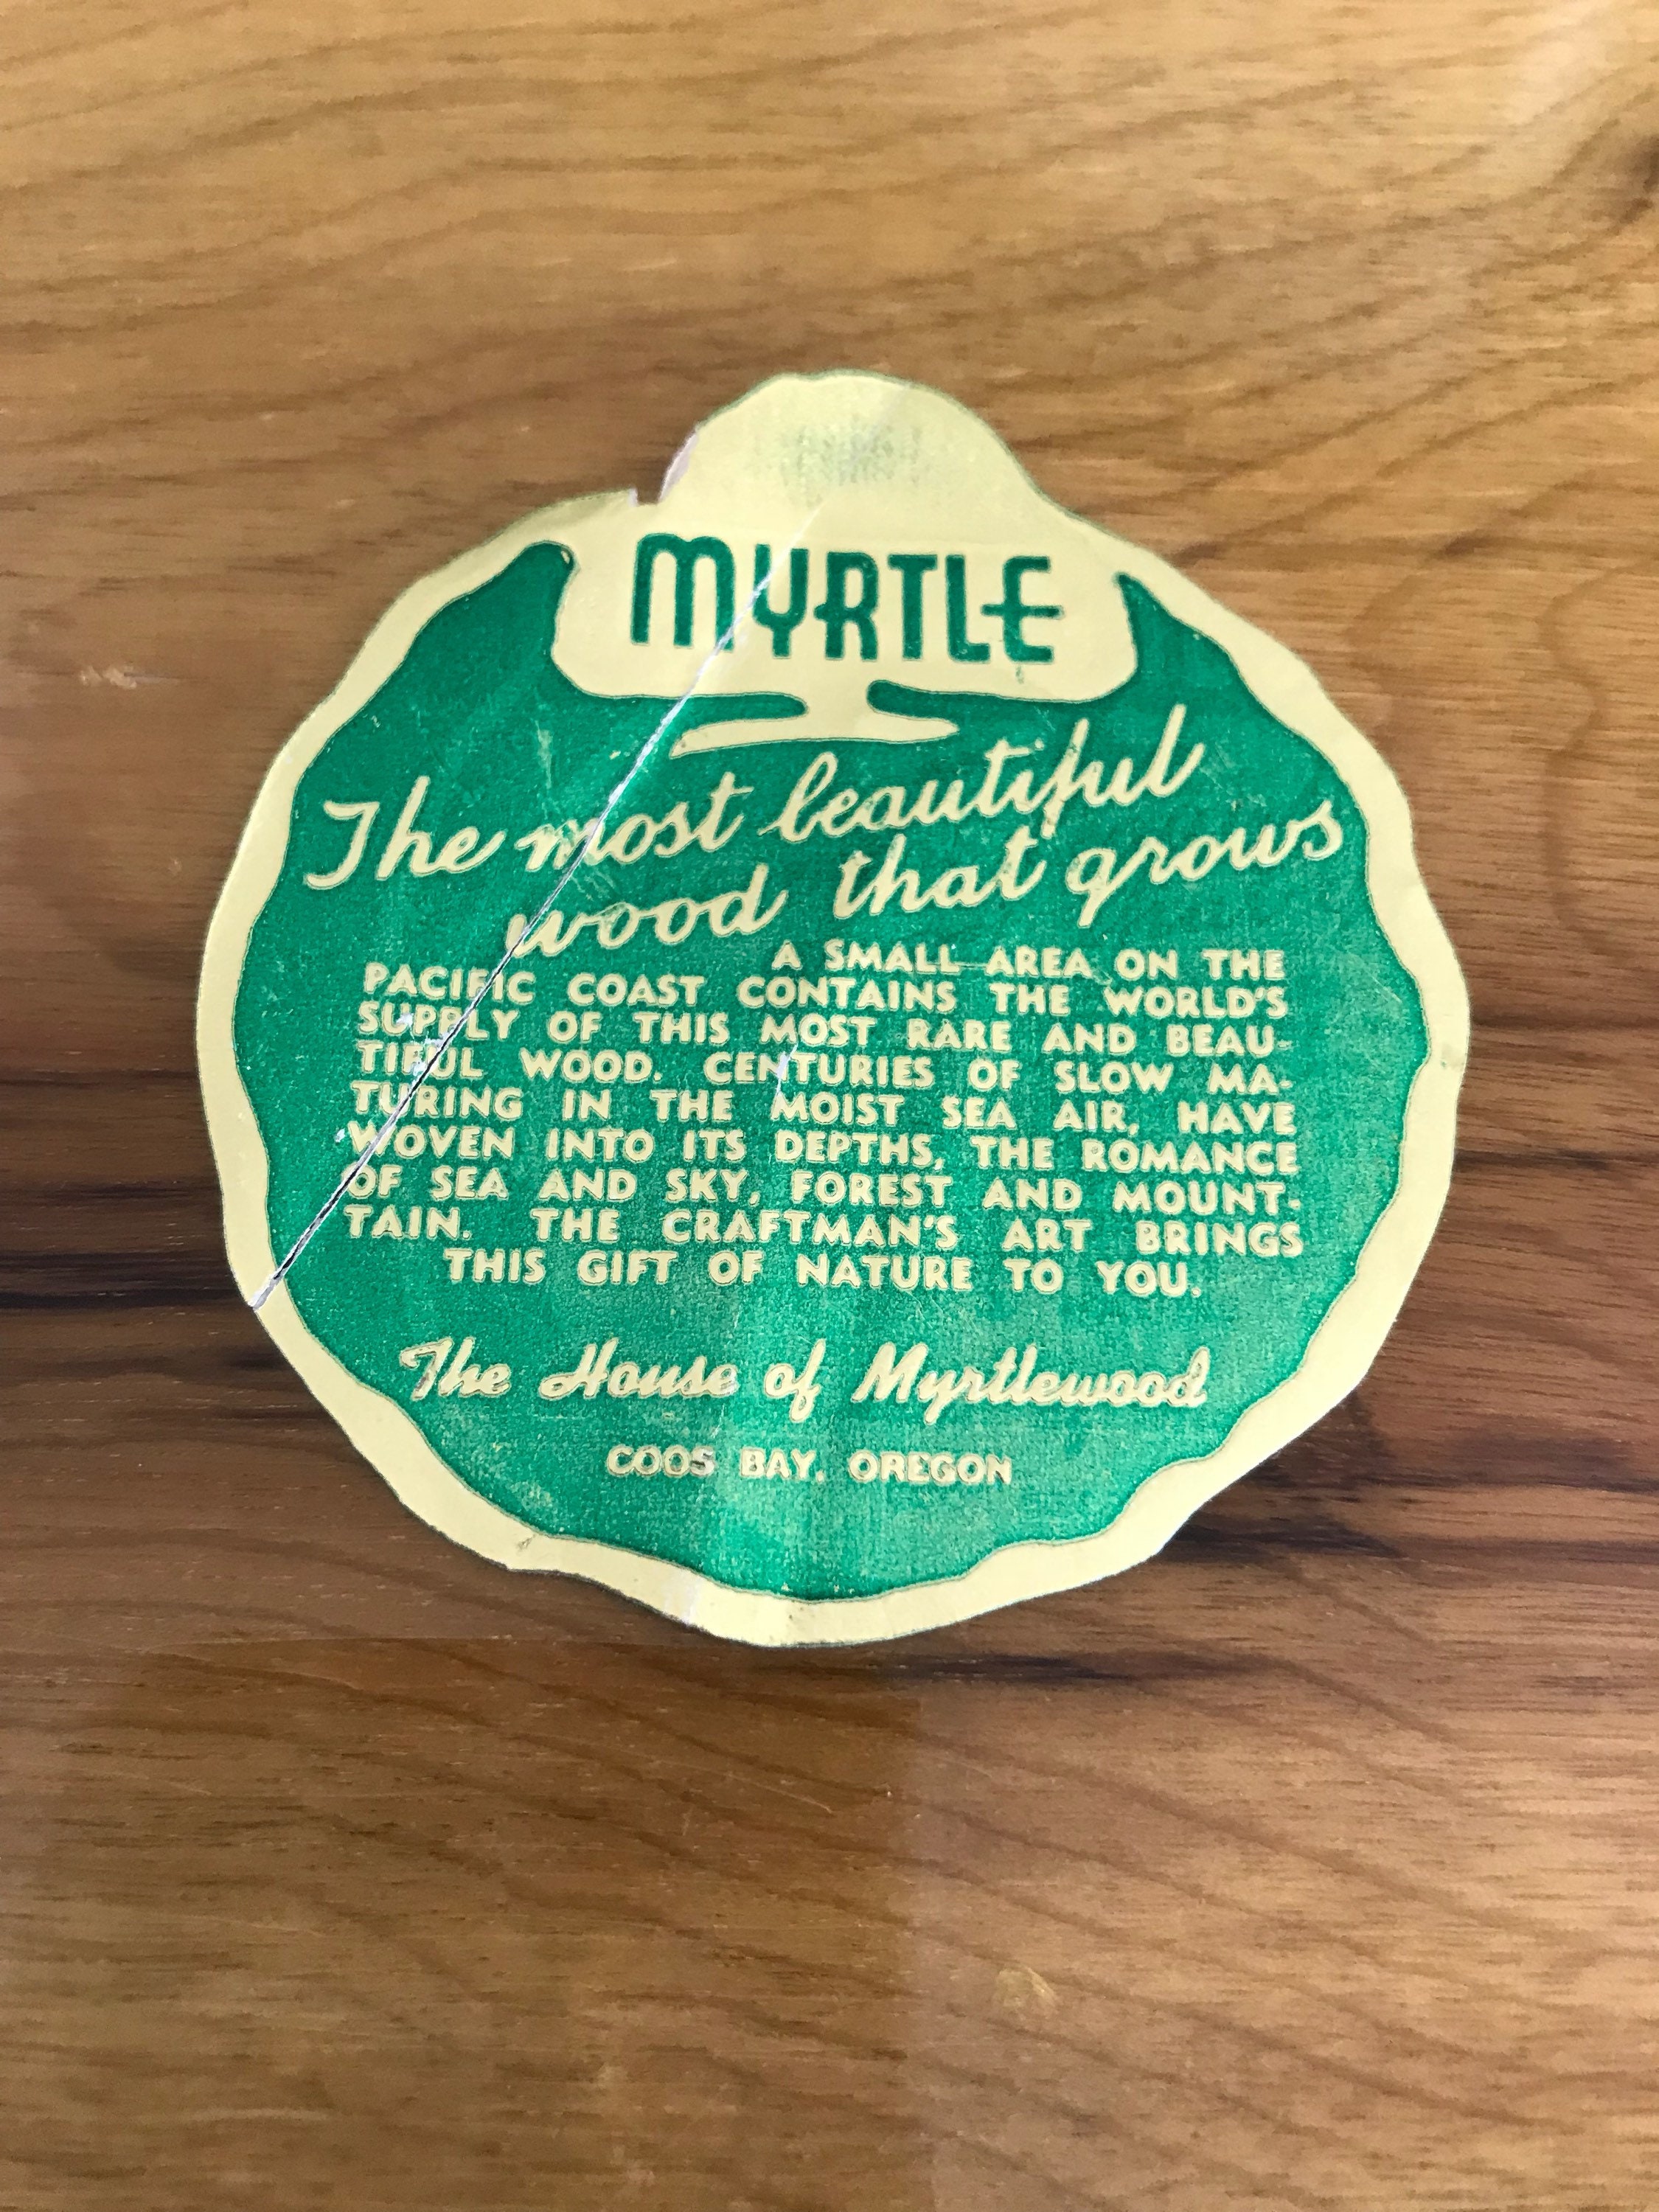 MYRTLE
The most beautiful
wood that grows
A SMALL AREA ON THE
PACIFIC COAST CONTAINS THE WORLD'S
SUPPLY OF THIS MOST RARE AND BEAU-
TIFUL WOOD. CENTURIES OF SLOW MA-
TURING IN THE MOIST SEA AIR, HAVE
WOVEN INTO ITS DEPTHS, THE ROMANCE
OF SEA AND SKY, FOREST AND MOUNT-
TAIN. THE CRAFTMAN'S ART BRINGS
THIS GIFT OF NATURE TO YOU.
The House of Myrtlewood
COOS BAY, OREGON